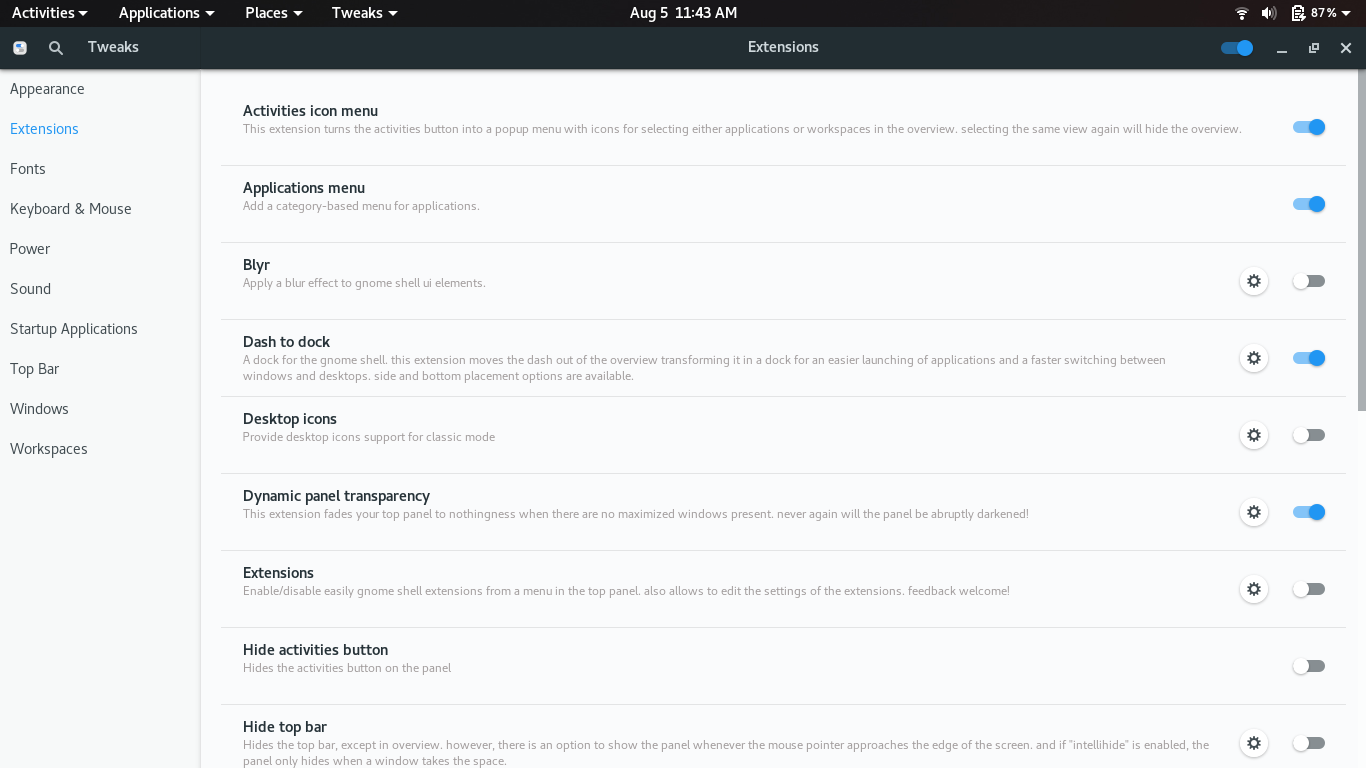 Activities Applications Places Tweaks Aug 5 11:43 AM 87%
Tweaks Extensions
Appearance
Extensions
Fonts
Keyboard & Mouse
Power
Sound
Startup Applications
Top Bar
Windows
Workspaces
Activities icon menu
This extension turns the activities button into a popup menu with icons for selecting either applications or workspaces in the overview. selecting the same view again will hide the overview.
Applications menu
Add a category-based menu for applications.
Blyr
Apply a blur effect to gnome shell ui elements.
Dash to dock
A dock for the gnome shell. this extension moves the dash out of the overview transforming it in a dock for an easier launching of applications and a faster switching between
windows and desktops. side and bottom placement options are available.
Desktop icons
Provide desktop icons support for classic mode
Dynamic panel transparency
This extension fades your top panel to nothingness when there are no maximized windows present. never again will the panel be abruptly darkened!
Extensions
Enable/disable easily gnome shell extensions from a menu in the top panel. also allows to edit the settings of the extensions. feedback welcome!
Hide activities button
Hides the activities button on the panel
Hide top bar
Hides the top bar, except in overview. however, there is an option to show the panel whenever the mouse pointer approaches the edge of the screen. and if "intellihide" is enabled, the
panel only hides when a window takes the space.